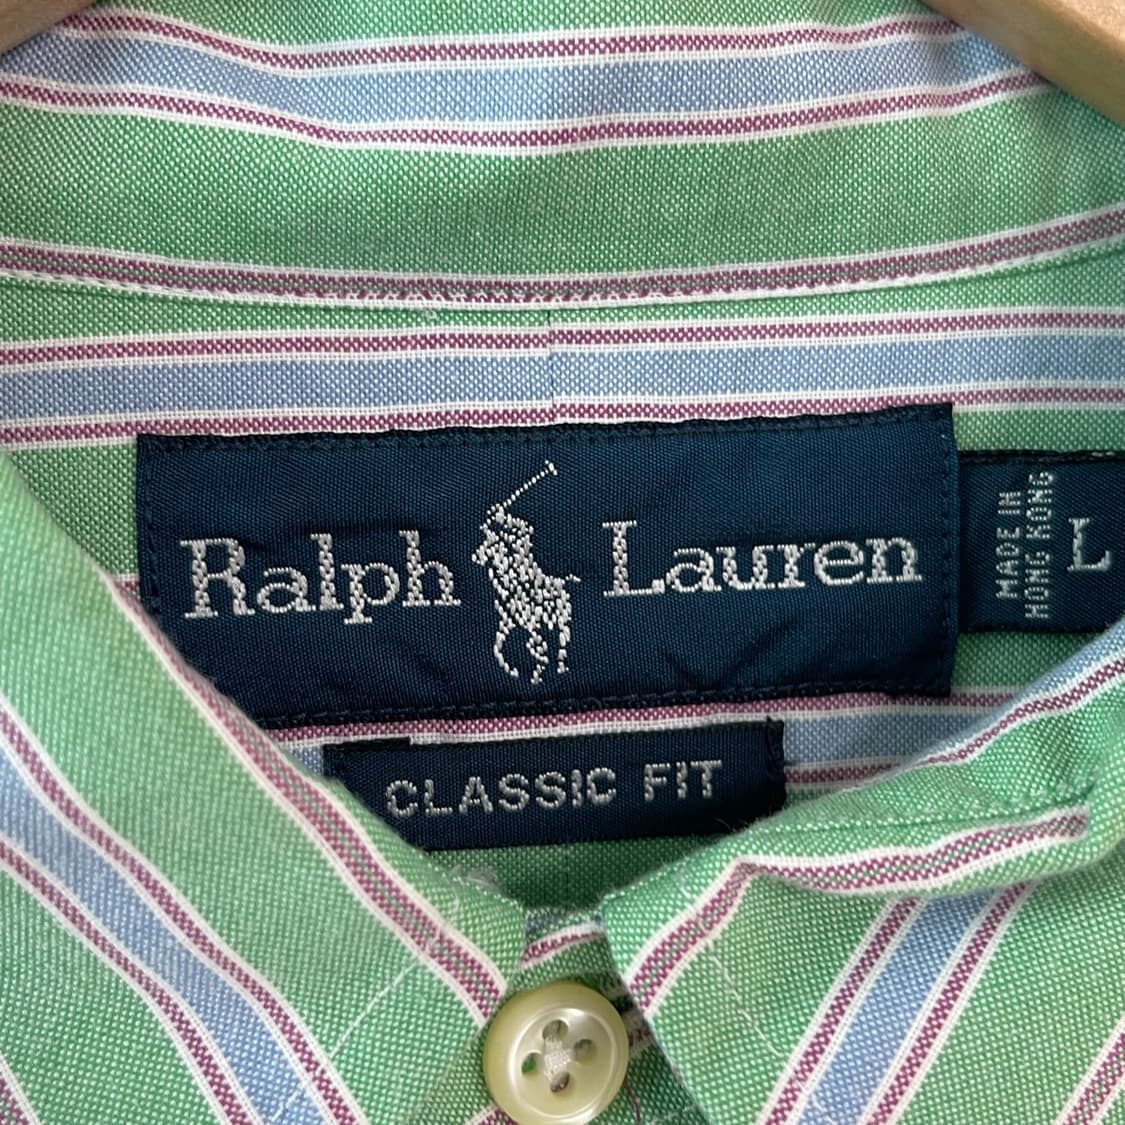 Ralph Lauren
MADE IN
HONG KONG
L
CLASSIC FIT